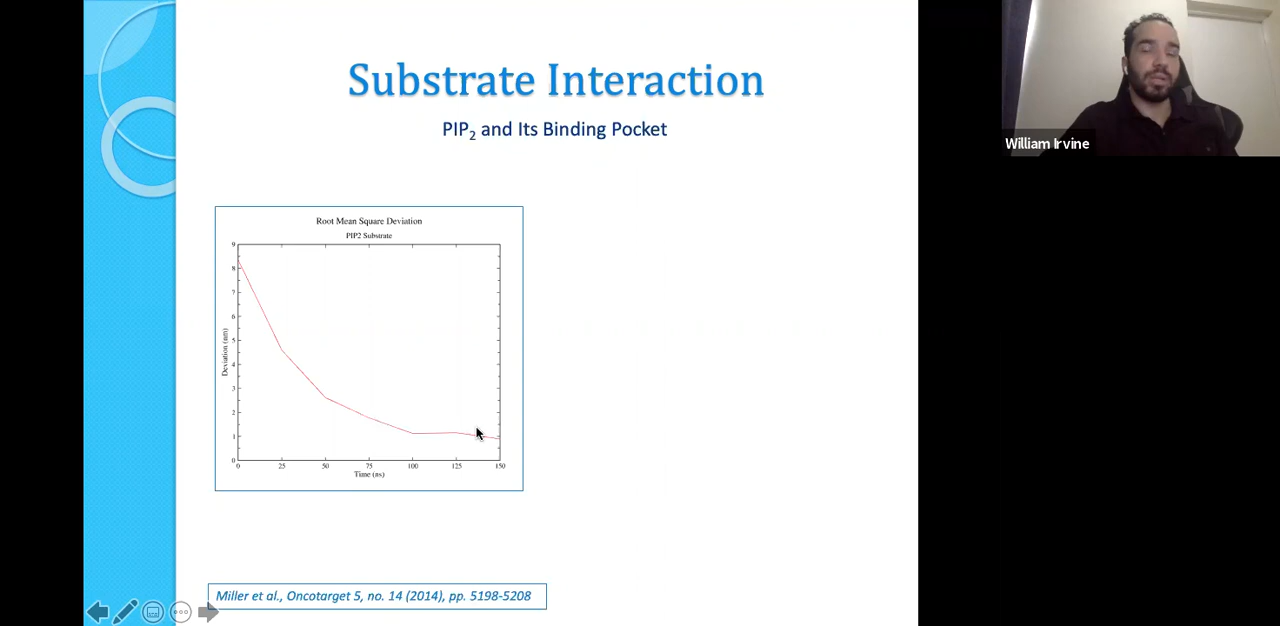 Substrate Interaction
PIP₂ and Its Binding Pocket
William Irvine
Root Mean Square Deviation
PIP2 Substrate
Deviation (nm)
9
8
7
6
5
4
3
2
1
0
0 25 50 75 100 125 150
Time (ns)
Miller et al., Oncotarget 5, no. 14 (2014), pp. 5198-5208